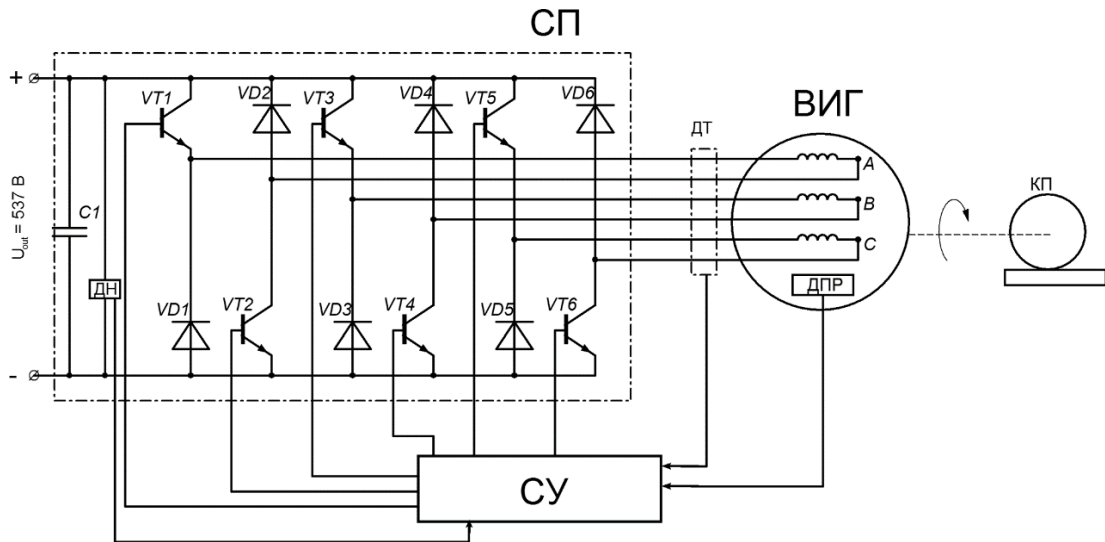 СП
+
VT1
VD2
VT3
VD4
VT5
VD6
ВИГ
ДТ
A
КП
U out = 537 В
C1
B
C
ДН
VD1
VT2
VD3
VT4
VD5
VT6
ДПР
-
СУ